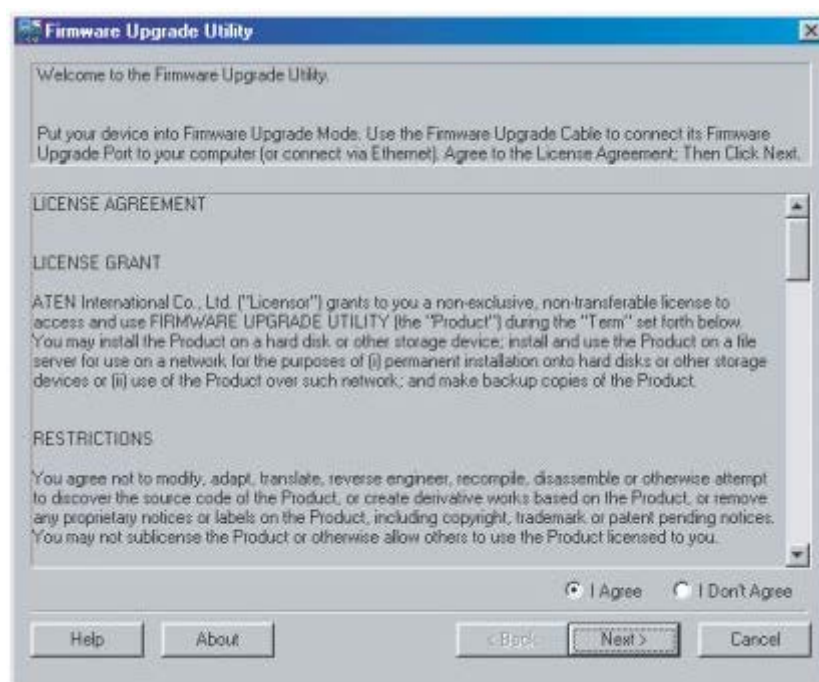 Firmware Upgrade Utility
Welcome to the Firmware Upgrade Utility.
Put your device into Firmware Upgrade Mode. Use the Firmware Upgrade Cable to connect its Firmware
Upgrade Port to your computer (or connect via Ethernet). Agree to the License Agreement; Then Click Next.
LICENSE AGREEMENT
LICENSE GRANT
ATEN International Co., Ltd. ("Licensor") grants to you a non-exclusive, non-transferable license to
access and use FIRMWARE UPGRADE UTILITY (the "Product") during the "Term" set forth below.
You may install the Product on a hard disk or other storage device; install and use the Product on a file
server for use on a network for the purposes of (i) permanent installation onto hard disks or other storage
devices or (ii) use of the Product over such network; and make backup copies of the Product.
RESTRICTIONS
You agree not to modify, adapt, translate, reverse engineer, recompile, disassemble or otherwise attempt
to discover the source code of the Product, or create derivative works based on the Product, or remove
any proprietary notices or labels on the Product, including copyright, trademark or patent pending notices.
You may not sublicense the Product or otherwise allow others to use the Product licensed to you.
I Agree I Don't Agree
Help About < Back Next > Cancel